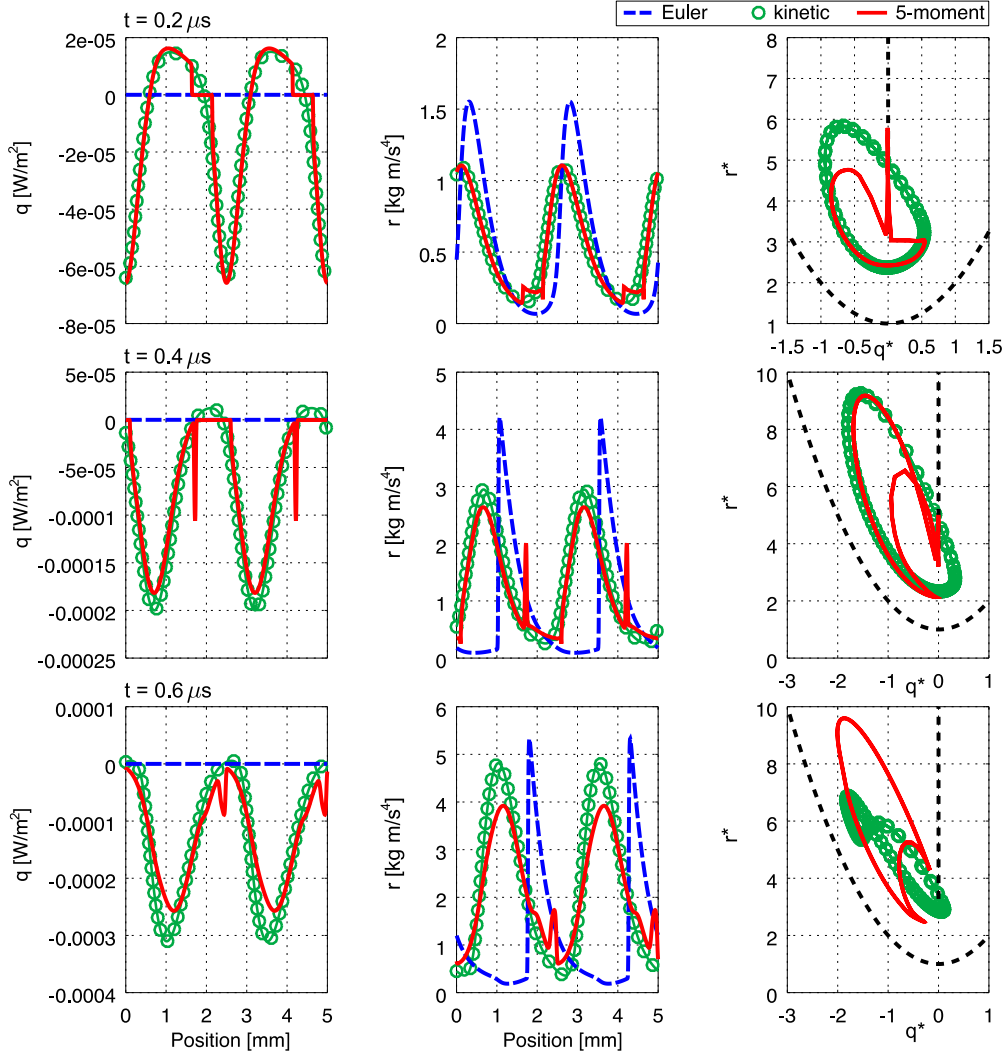 Euler kinetic 5-moment
t = 0.2 μs
2e-05
0
-2e-05
-4e-05
-6e-05
-8e-05
q [W/m²]
2
1.5
1
0.5
0
r [kg m/s⁴]
8
7
6
5
4
3
2
1
r*
-1.5 -1 -0.5 0 0.5 1 1.5
q*
t = 0.4 μs
5e-05
0
-5e-05
-0.0001
-0.00015
-0.0002
-0.00025
q [W/m²]
5
4
3
2
1
0
r [kg m/s⁴]
10
8
6
4
2
0
r*
-3 -2 -1 0 1
q*
t = 0.6 μs
0.0001
0
-0.0001
-0.0002
-0.0003
-0.0004
q [W/m²]
0 1 2 3 4 5
Position [mm]
6
5
4
3
2
1
0
r [kg m/s⁴]
0 1 2 3 4 5
Position [mm]
10
8
6
4
2
0
r*
-3 -2 -1 0 1
q*